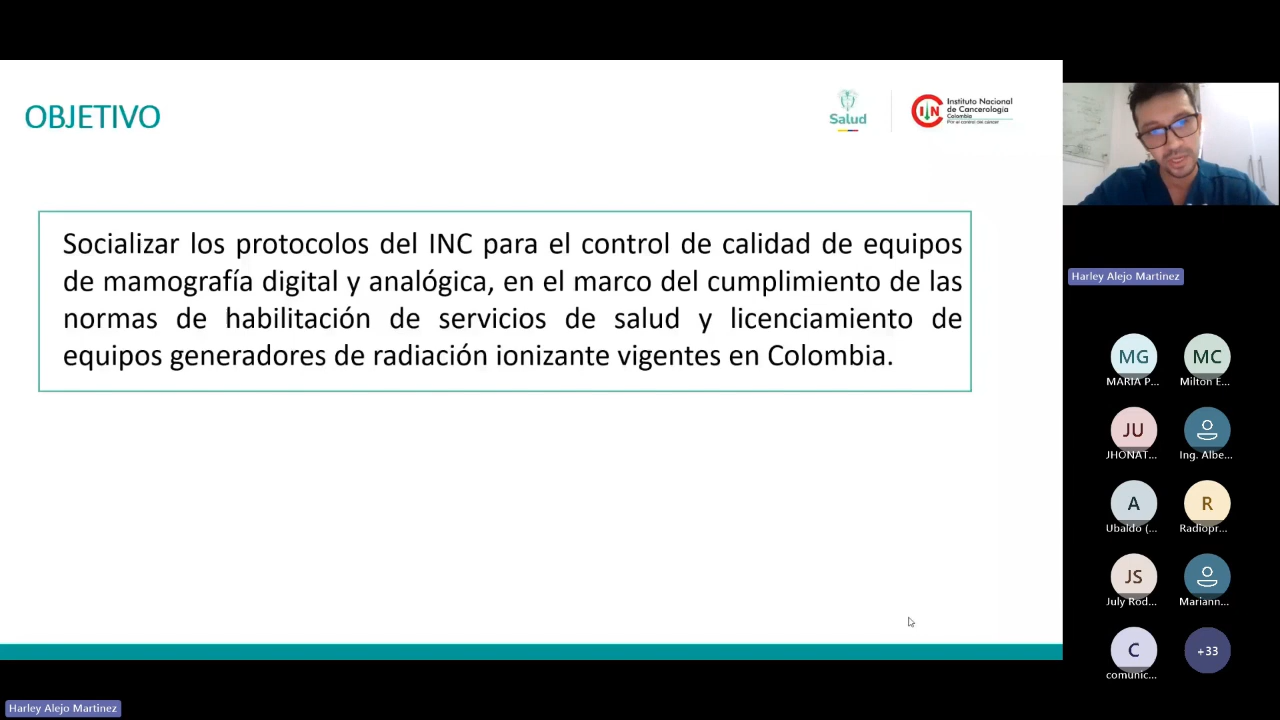 OBJETIVO
Salud
Instituto Nacional
de Cancerología
Colombia
Por el control del cáncer
Socializar los protocolos del INC para el control de calidad de equipos
de mamografía digital y analógica, en el marco del cumplimiento de las
normas de habilitación de servicios de salud y licenciamiento de
equipos generadores de radiación ionizante vigentes en Colombia.
Harley Alejo Martinez
MG
MC
MARIA P...
Milton E...
JU
JHONAT...
Ing. Albe...
A
R
Ubaldo (...
Radiopr...
JS
July Rod...
Mariann...
C
+33
comunic...
Harley Alejo Martinez